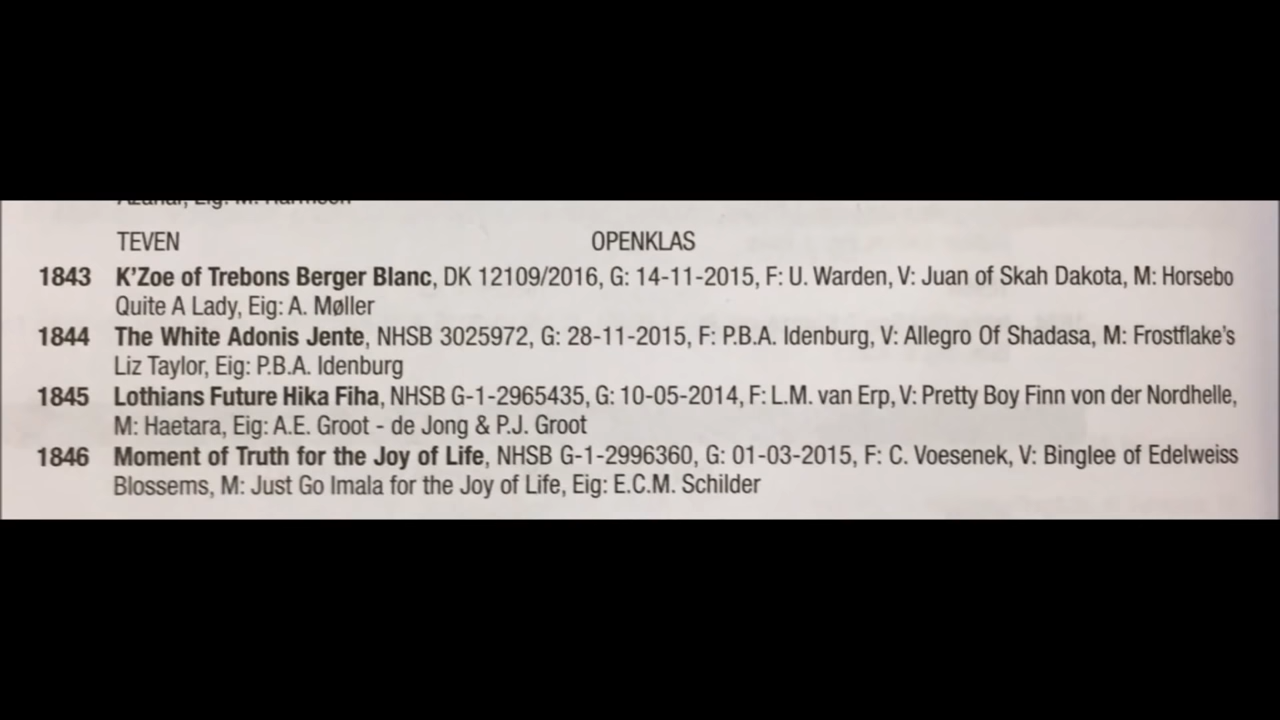 TEVEN OPENKLAS
1843 K'Zoe of Trebons Berger Blanc, DK 12109/2016, G: 14-11-2015, F: U. Warden, V: Juan of Skah Dakota, M: Horsebo
Quite A Lady, Eig: A. Møller
1844 The White Adonis Jente, NHSB 3025972, G: 28-11-2015, F: P.B.A. Idenburg, V: Allegro Of Shadasa, M: Frostflake's
Liz Taylor, Eig: P.B.A. Idenburg
1845 Lothians Future Hika Fiha, NHSB G-1-2965435, G: 10-05-2014, F: L.M. van Erp, V: Pretty Boy Finn von der Nordhelle,
M: Haetara, Eig: A.E. Groot - de Jong & P.J. Groot
1846 Moment of Truth for the Joy of Life, NHSB G-1-2996360, G: 01-03-2015, F: C. Voesenek, V: Binglee of Edelweiss
Blossems, M: Just Go Imala for the Joy of Life, Eig: E.C.M. Schilder